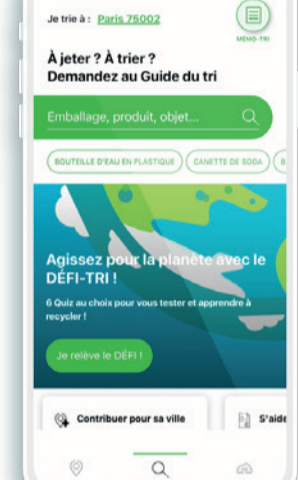 Je trie à : Paris 75002
MÉMO-TRI
À jeter ? À trier ?
Demandez au Guide du tri
Emballage, produit, objet...
BOUTEILLE D'EAU EN PLASTIQUE
CANETTE DE SODA
Agissez pour la planète avec le
DÉFI-TRI !
6 Quiz au choix pour vous tester et apprendre à
recycler !
Je relève le DÉFI !
Contribuer pour sa ville
S'aide